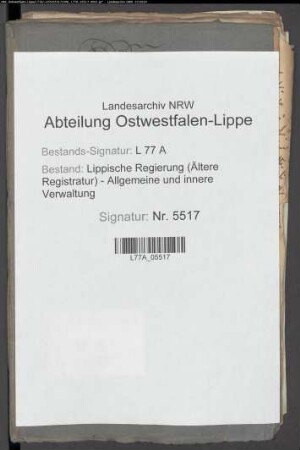 Landesarchiv NRW
Abteilung Ostwestfalen-Lippe
Bestands-Signatur: L 77 A
Bestand: Lippische Regierung (Ältere
Registratur) - Allgemeine und innere
Verwaltung
Signatur: Nr. 5517
L77A_05517